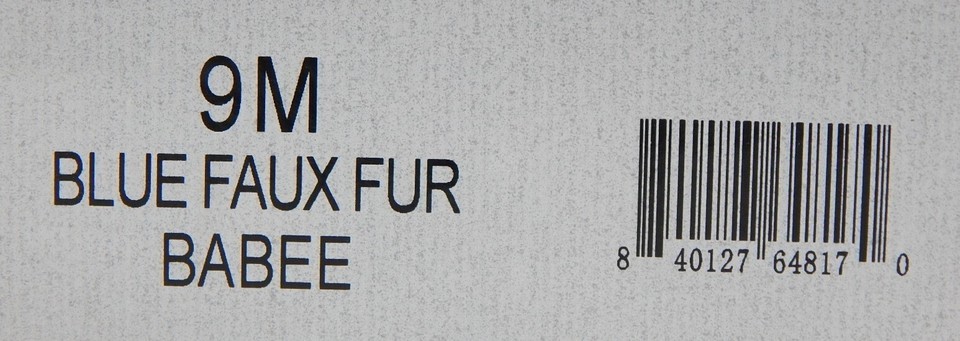 9M
BLUE FAUX FUR
BABEE
8 40127 64817 0